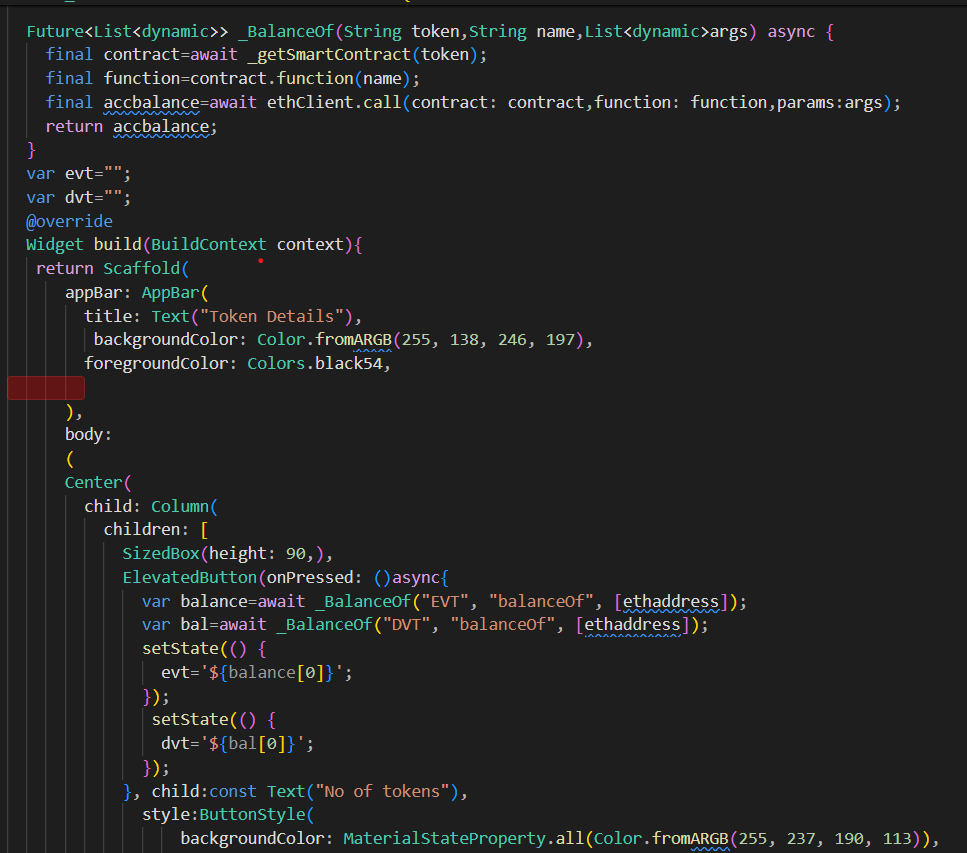 Future<List<dynamic>> _BalanceOf(String token,String name,List<dynamic>args) async {
final contract=await _getSmartContract(token);
final function=contract.function(name);
final accbalance=await ethClient.call(contract: contract,function: function,params:args);
return accbalance;
}
var evt="";
var dvt="";
@override
Widget build(BuildContext context){
return Scaffold(
appBar: AppBar(
title: Text("Token Details"),
backgroundColor: Color.fromARGB(255, 138, 246, 197),
foregroundColor: Colors.black54,
),
body:
(
Center(
child: Column(
children: [
SizedBox(height: 90,),
ElevatedButton(onPressed: ()async{
var balance=await _BalanceOf("EVT", "balanceOf", [ethaddress]);
var bal=await _BalanceOf("DVT", "balanceOf", [ethaddress]);
setState(() {
evt='${balance[0]}';
});
setState(() {
dvt='${bal[0]}';
});
}, child:const Text("No of tokens"),
style:ButtonStyle(
backgroundColor: MaterialStateProperty.all(Color.fromARGB(255, 237, 190, 113)),